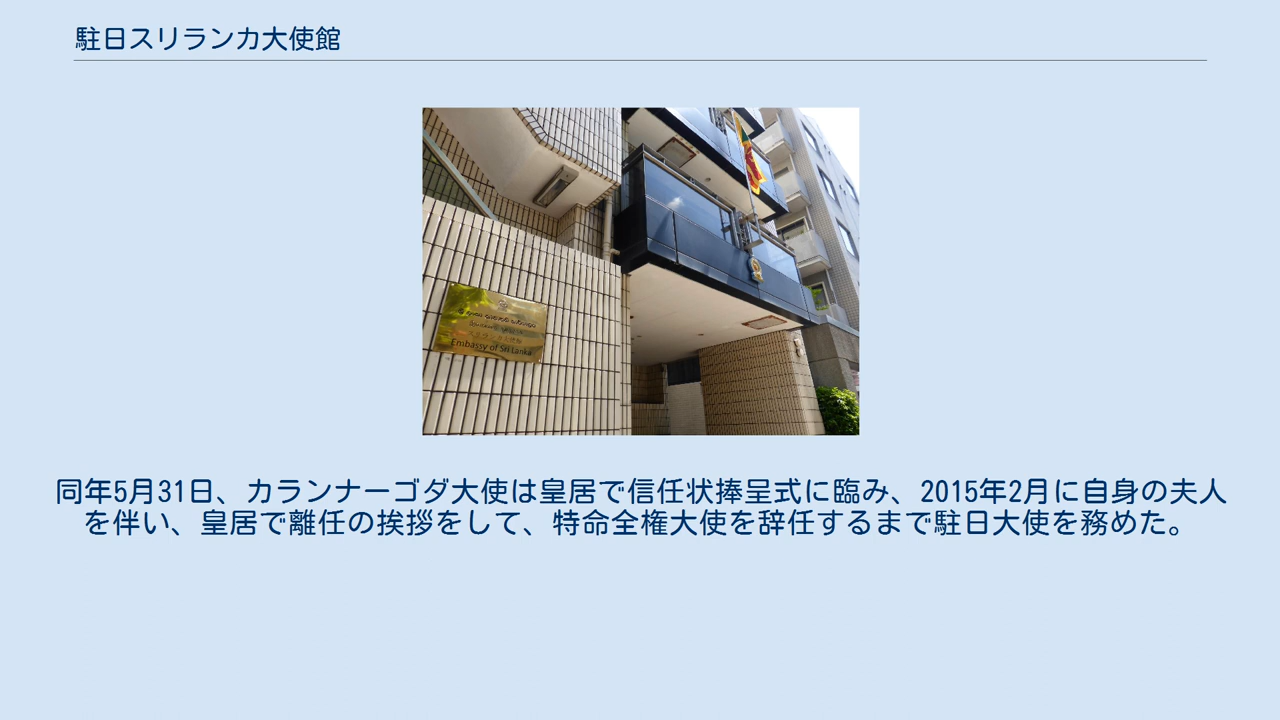 駐日スリランカ大使館
Embassy of Sri Lanka
同年5月31日、カランナーゴダ大使は皇居で信任状捧呈式に臨み、2015年2月に自身の夫人
を伴い、皇居で離任の挨拶をして、特命全権大使を辞任するまで駐日大使を務めた。